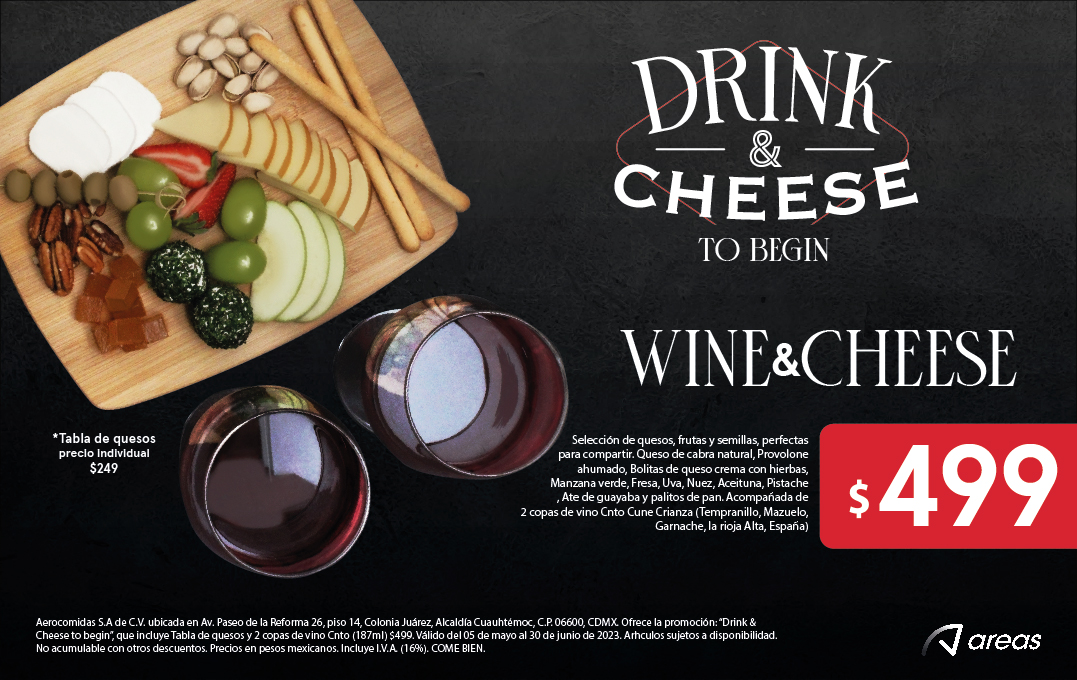 DRINK
&
CHEESE
TO BEGIN
WINE&CHEESE
*Tabla de quesos
precio individual
$249
Selección de quesos, frutas y semillas, perfectas
para compartir. Queso de cabra natural, Provolone
ahumado, Bolitas de queso crema con hierbas,
Manzana verde, Fresa, Uva, Nuez, Aceituna, Pistache
, Ate de guayaba y palitos de pan. Acompañada de
2 copas de vino Cnto Cune Crianza (Tempranillo, Mazuelo,
Garnache, la rioja Alta, España)
$499
Aerocomidas S.A de C.V. ubicada en Av. Paseo de la Reforma 26, piso 14, Colonia Juárez, Alcaldía Cuauhtémoc, C.P. 06600, CDMX. Ofrece la promoción: “Drink &
Cheese to begin”, que incluye Tabla de quesos y 2 copas de vino Cnto (187ml) $499. Válido del 05 de mayo al 30 de junio de 2023. Arhculos sujetos a disponibilidad.
No acumulable con otros descuentos. Precios en pesos mexicanos. Incluye I.V.A. (16%). COME BIEN.
areas